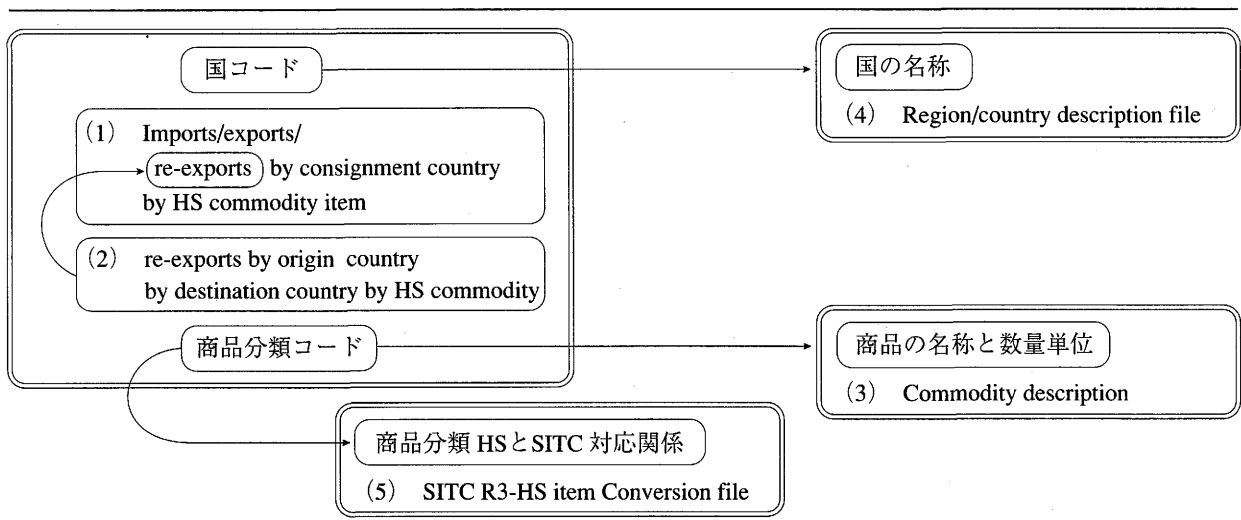 国コード
(1) Imports/exports/
re-exports by consignment country
by HS commodity item
(2) re-exports by origin country
by destination country by HS commodity
商品分類コード
国の名称
(4) Region/country description file
商品の名称と数量単位
(3) Commodity description
商品分類 HSとSITC 対応関係
(5) SITC R3-HS item Conversion file